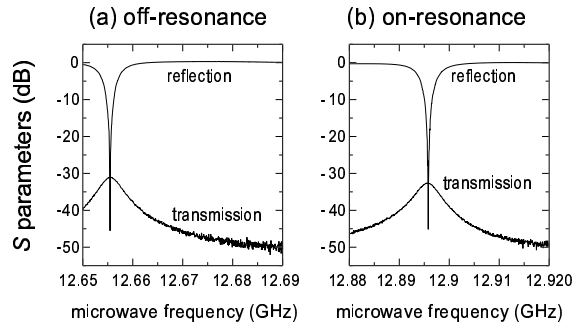 (a) off-resonance
(b) on-resonance
S parameters (dB)
0
-10
-20
-30
-40
-50
reflection
transmission
12.65 12.66 12.67 12.68 12.69
microwave frequency (GHz)
0
-10
-20
-30
-40
-50
reflection
transmission
12.88 12.89 12.9 12.91 12.920
microwave frequency (GHz)